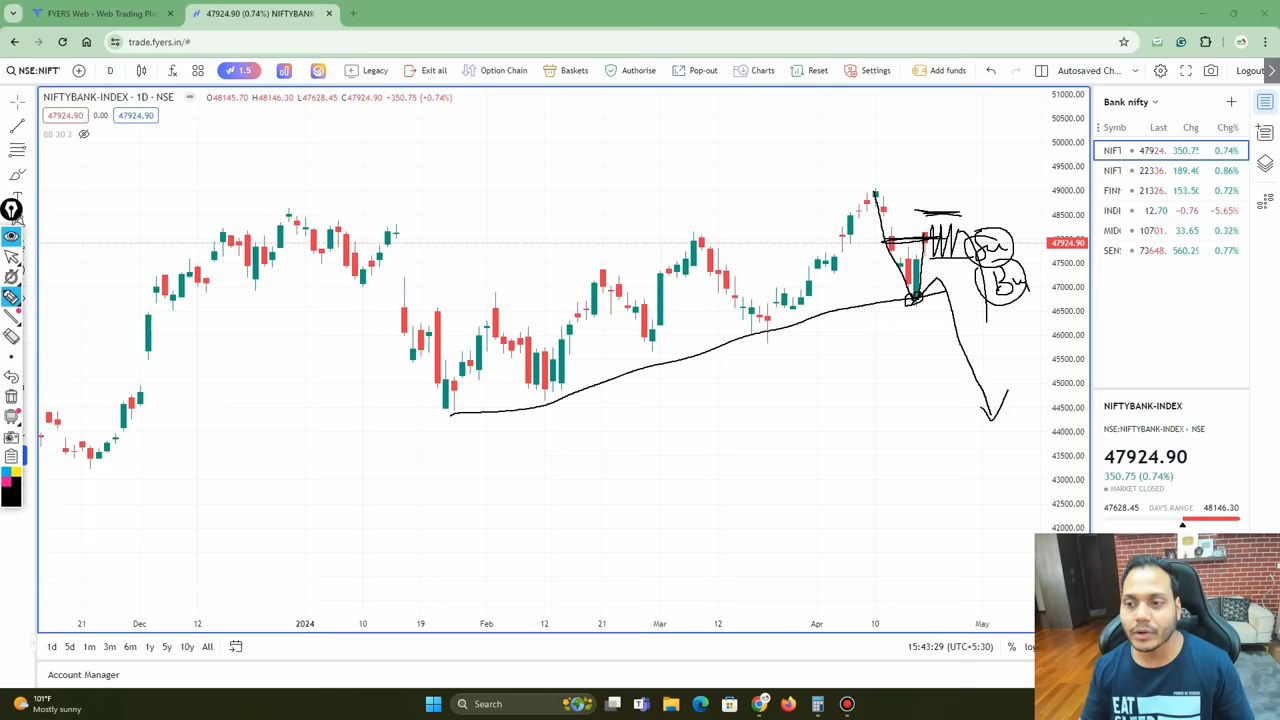 FYERS Web - Web Trading Pla
47924.90 (0.74%) NIFTYBANK-
trade.fyers.in/#
NSE:NIFT
D
1.5
Legacy
Exit all
Option Chain
Baskets
Authorise
Pop-out
Charts
Reset
Settings
Add funds
Autosaved Ch...
Logout
NIFTYBANK-INDEX · 1D · NSE
O48145.70 H48146.30 L47628.45 C47924.90 +350.75 (+0.74%)
47924.90 0.00 47924.90
BB 20 2
51000.00
50500.00
50000.00
49500.00
49000.00
48500.00
47924.90
47500.00
47000.00
46500.00
46000.00
45500.00
45000.00
44500.00
44000.00
43500.00
43000.00
42500.00
42000.00
Bu
21 Dec 12 2024 10 19 Feb 12 21 Mar 12 Apr 10 May
1d 5d 1m 3m 6m 1y 5y 10y All
15:43:29 (UTC+5:30) % log
Account Manager
Bank nifty
Symb Last Chg Chg%
NIFT 47924. 350.75 0.74%
NIFT 22336. 189.40 0.86%
FINN 21326. 153.50 0.72%
INDI 12.70 −0.76 −5.65%
MIDC 10701. 33.65 0.32%
SEN 73648. 560.29 0.77%
NIFTYBANK-INDEX
NSE:NIFTYBANK-INDEX · NSE
47924.90
350.75 (0.74%)
MARKET CLOSED
47628.45 DAY'S RANGE 48146.30
EAT
SLEEP
101°F
Mostly sunny
Search